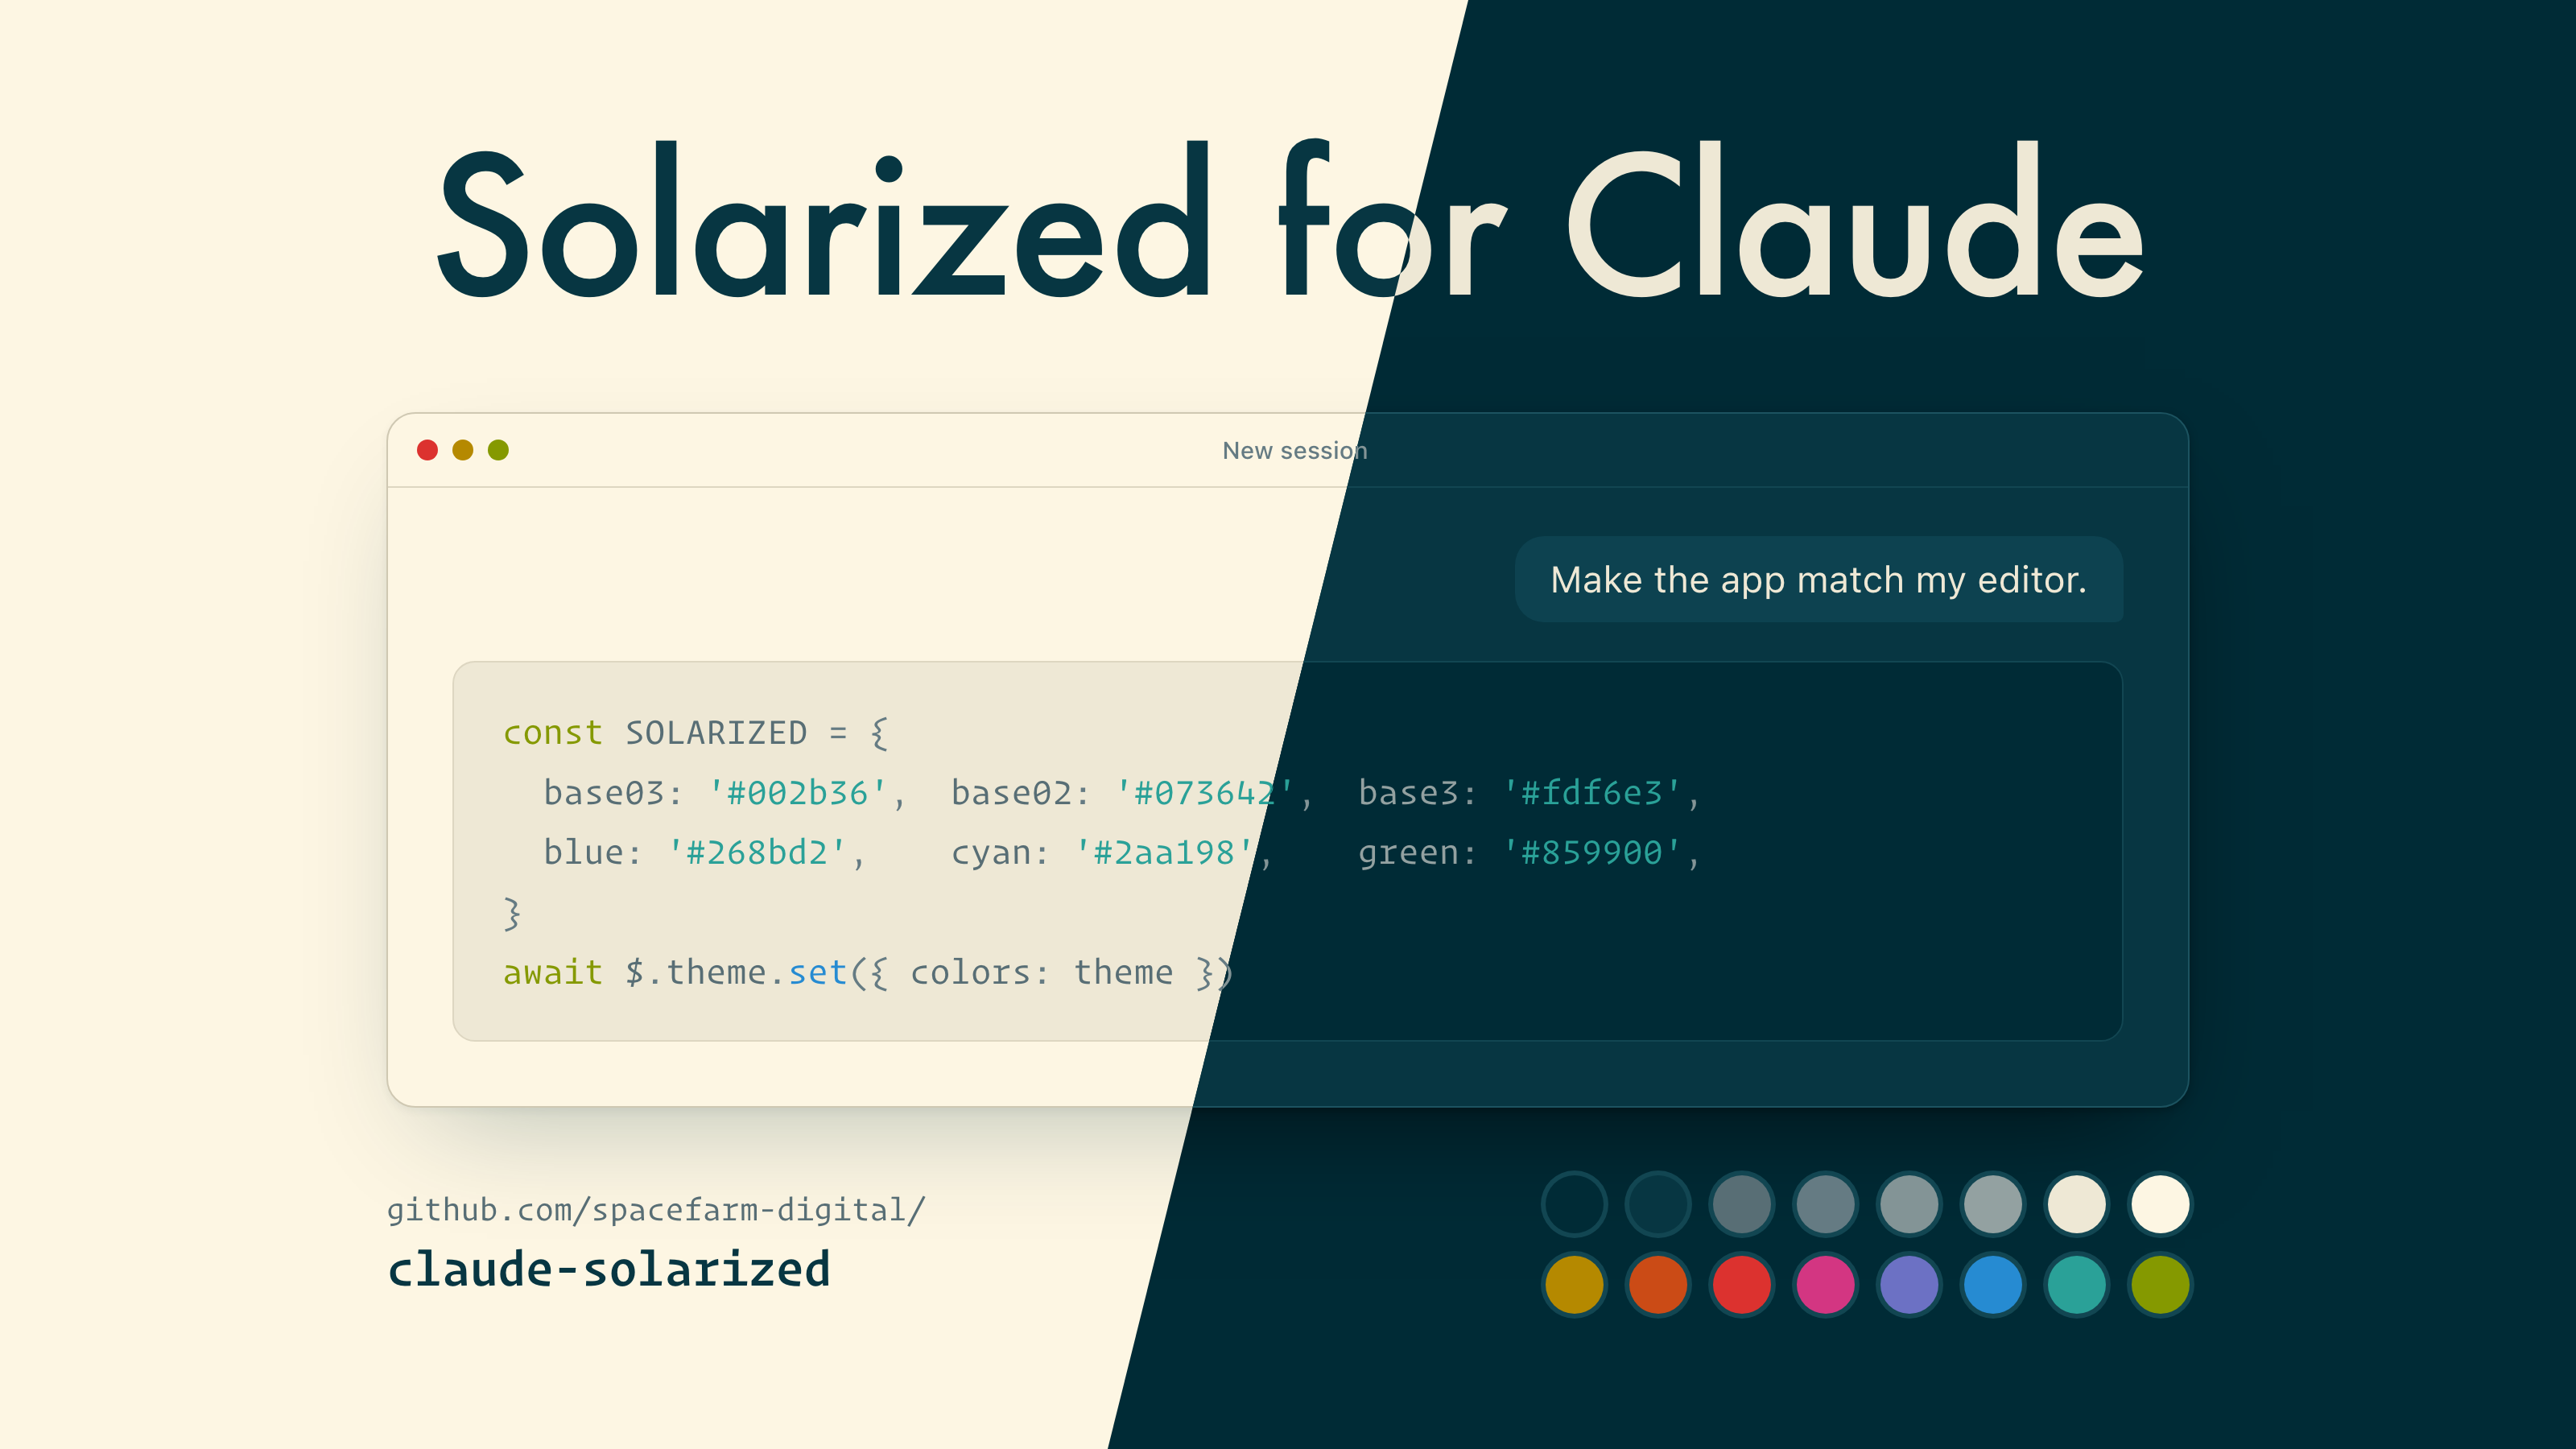 Solarized for Claude
New session
Make the app match my editor.
const SOLARIZED = {
  base03: '#002b36',  base02: '#073642',  base3: '#fdf6e3',
  blue: '#268bd2',    cyan: '#2aa198',    green: '#859900',
}
await $.theme.set({ colors: theme })
github.com/spacefarm-digital/
claude-solarized